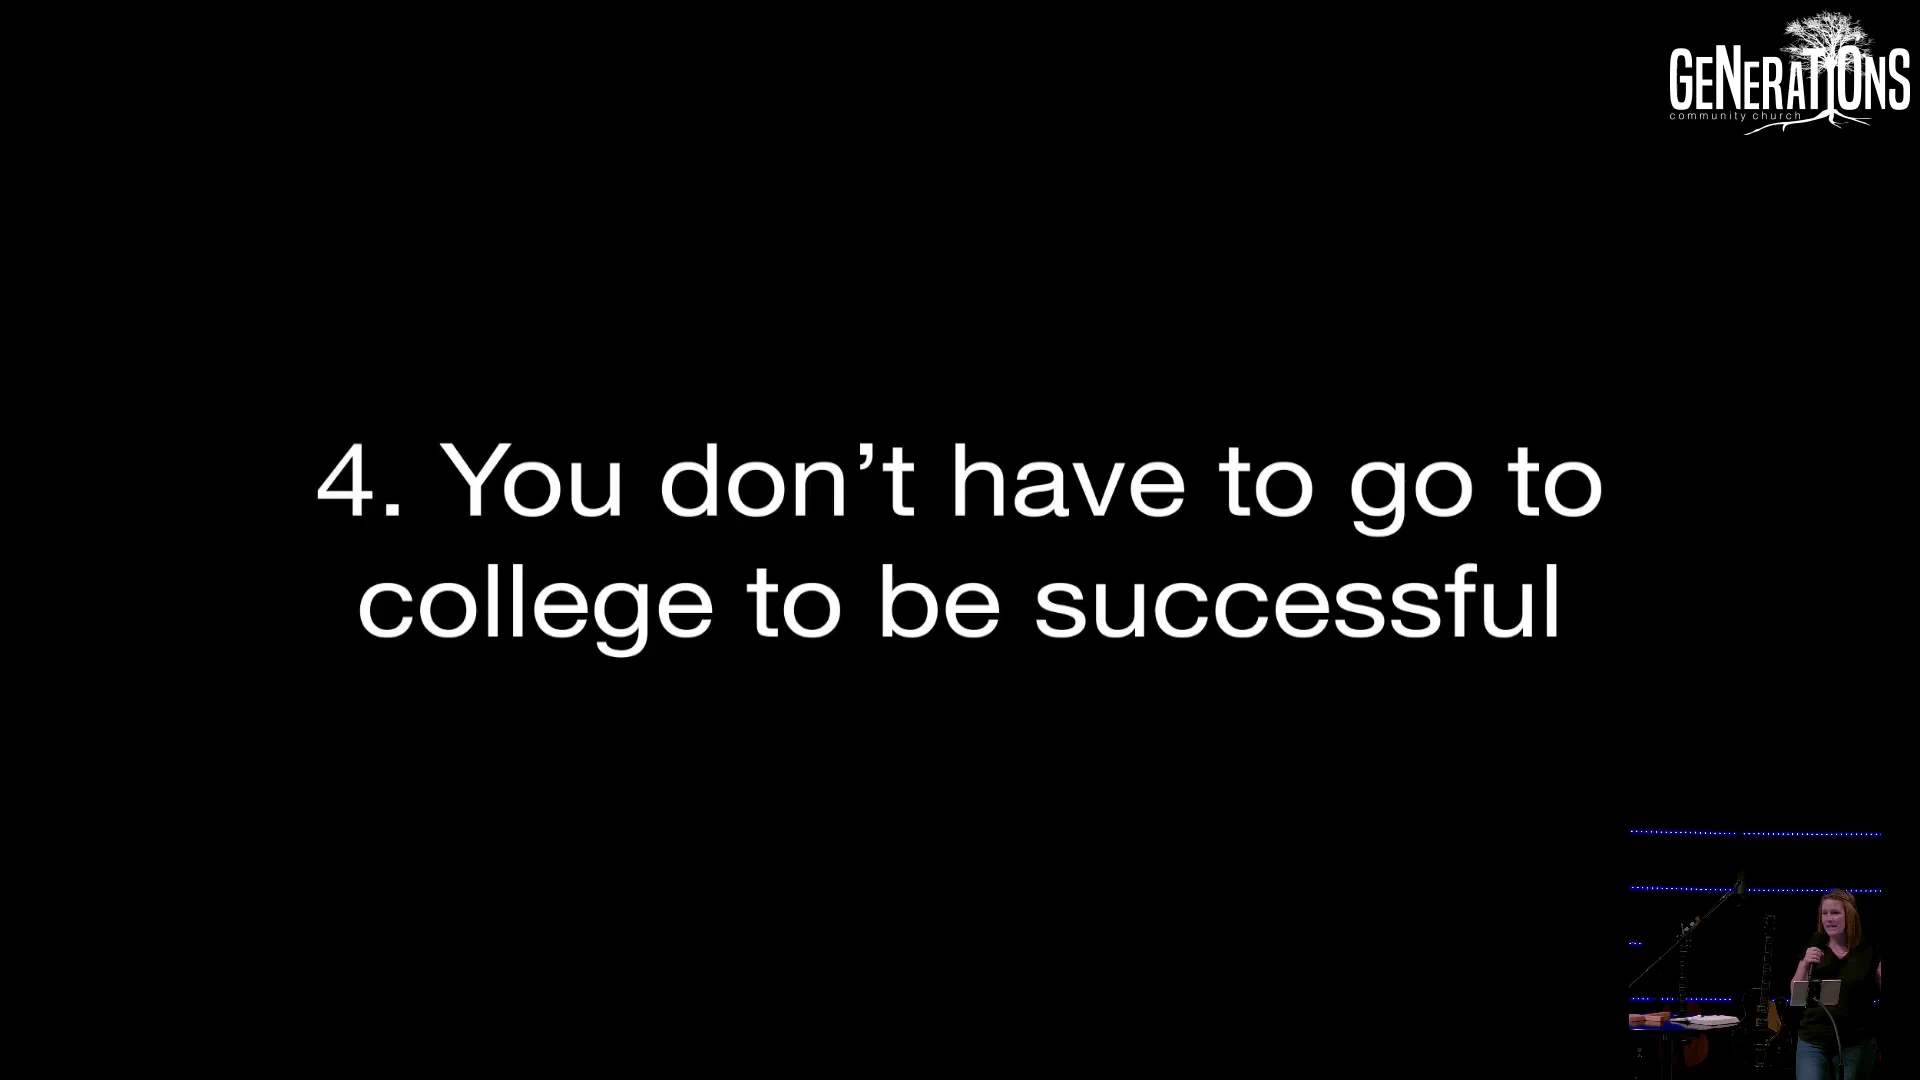 GENERATIONS
community church
4. You don’t have to go to
college to be successful